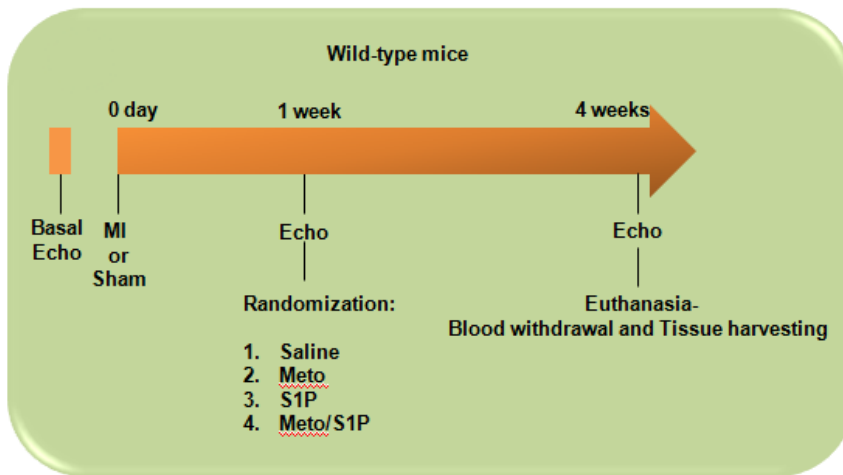 Wild-type mice
0 day
1 week
4 weeks
Basal
Echo
MI
or
Sham
Echo
Randomization:
1. Saline
2. Meto
3. S1P
4. Meto/S1P
Echo
Euthanasia-
Blood withdrawal and Tissue harvesting